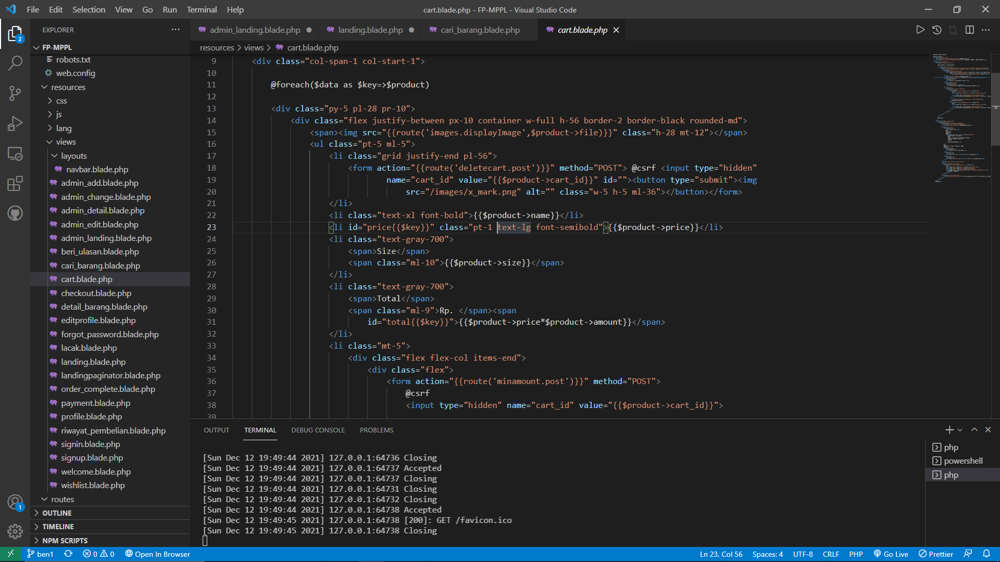 File Edit Selection View Go Run Terminal Help
cart.blade.php - FP-MPPL - Visual Studio Code
EXPLORER
admin_landing.blade.php
landing.blade.php
cari_barang.blade.php
cart.blade.php
2
FP-MPPL
robots.txt
web.config
resources
css
js
lang
views
layouts
navbar.blade.php
admin_add.blade.php
admin_change.blade.php
admin_detail.blade.php
admin_edit.blade.php
admin_landing.blade.php
beri_ulasan.blade.php
cari_barang.blade.php
cart.blade.php
checkout.blade.php
detail_barang.blade.php
editprofile.blade.php
forgot_password.blade.php
lacak.blade.php
landing.blade.php
landingpaginator.blade.php
order_complete.blade.php
payment.blade.php
profile.blade.php
riwayat_pembelian.blade.php
signin.blade.php
signup.blade.php
welcome.blade.php
wishlist.blade.php
routes
1
OUTLINE
TIMELINE
NPM SCRIPTS
resources > views > cart.blade.php
9 <div class="col-span-1 col-start-1">
10
11 @foreach($data as $key=>$product)
12
13 <div class="py-5 pl-28 pr-10">
14 <div class="flex justify-between px-10 container w-full h-56 border-2 border-black rounded-md">
15 <span><img src="{{route('images.displayImage',$product->file)}}" class="h-28 mt-12"></span>
16 <ul class="pt-5 ml-5">
17 <li class="grid justify-end pl-56">
18 <form action="{{route('deletecart.post')}}" method="POST"> @csrf <input type="hidden"
19 name="cart_id" value="{{$product->cart_id}}" id=""><button type="submit"><img
20 src="/images/x_mark.png" alt="" class="w-5 h-5 ml-36"></button></form>
21 </li>
22 <li class="text-xl font-bold">{{$product->name}}</li>
23 <li id="price{{$key}}" class="pt-1 text-lg font-semibold">{{$product->price}}</li>
24 <li class="text-gray-700">
25 <span>Size</span>
26 <span class="ml-10">{{$product->size}}</span>
27 </li>
28 <li class="text-gray-700">
29 <span>Total</span>
30 <span class="ml-9">Rp. </span><span
31 id="total{{$key}}">{{$product->price*$product->amount}}</span>
32 </li>
33 <li class="mt-5">
34 <div class="flex flex-col items-end">
35 <div class="flex">
36 <form action="{{route('minamount.post')}}" method="POST">
37 @csrf
38 <input type="hidden" name="cart_id" value="{{$product->cart_id}}">
39
OUTPUT TERMINAL DEBUG CONSOLE PROBLEMS
[Sun Dec 12 19:49:44 2021] 127.0.0.1:64736 Closing
[Sun Dec 12 19:49:44 2021] 127.0.0.1:64737 Accepted
[Sun Dec 12 19:49:44 2021] 127.0.0.1:64737 Closing
[Sun Dec 12 19:49:44 2021] 127.0.0.1:64731 Closing
[Sun Dec 12 19:49:44 2021] 127.0.0.1:64732 Closing
[Sun Dec 12 19:49:44 2021] 127.0.0.1:64738 Accepted
[Sun Dec 12 19:49:45 2021] 127.0.0.1:64738 [200]: GET /favicon.ico
[Sun Dec 12 19:49:45 2021] 127.0.0.1:64738 Closing
php
powershell
php
ben1 0 0 Open In Browser
Ln 23, Col 56 Spaces: 4 UTF-8 CRLF PHP Go Live Prettier